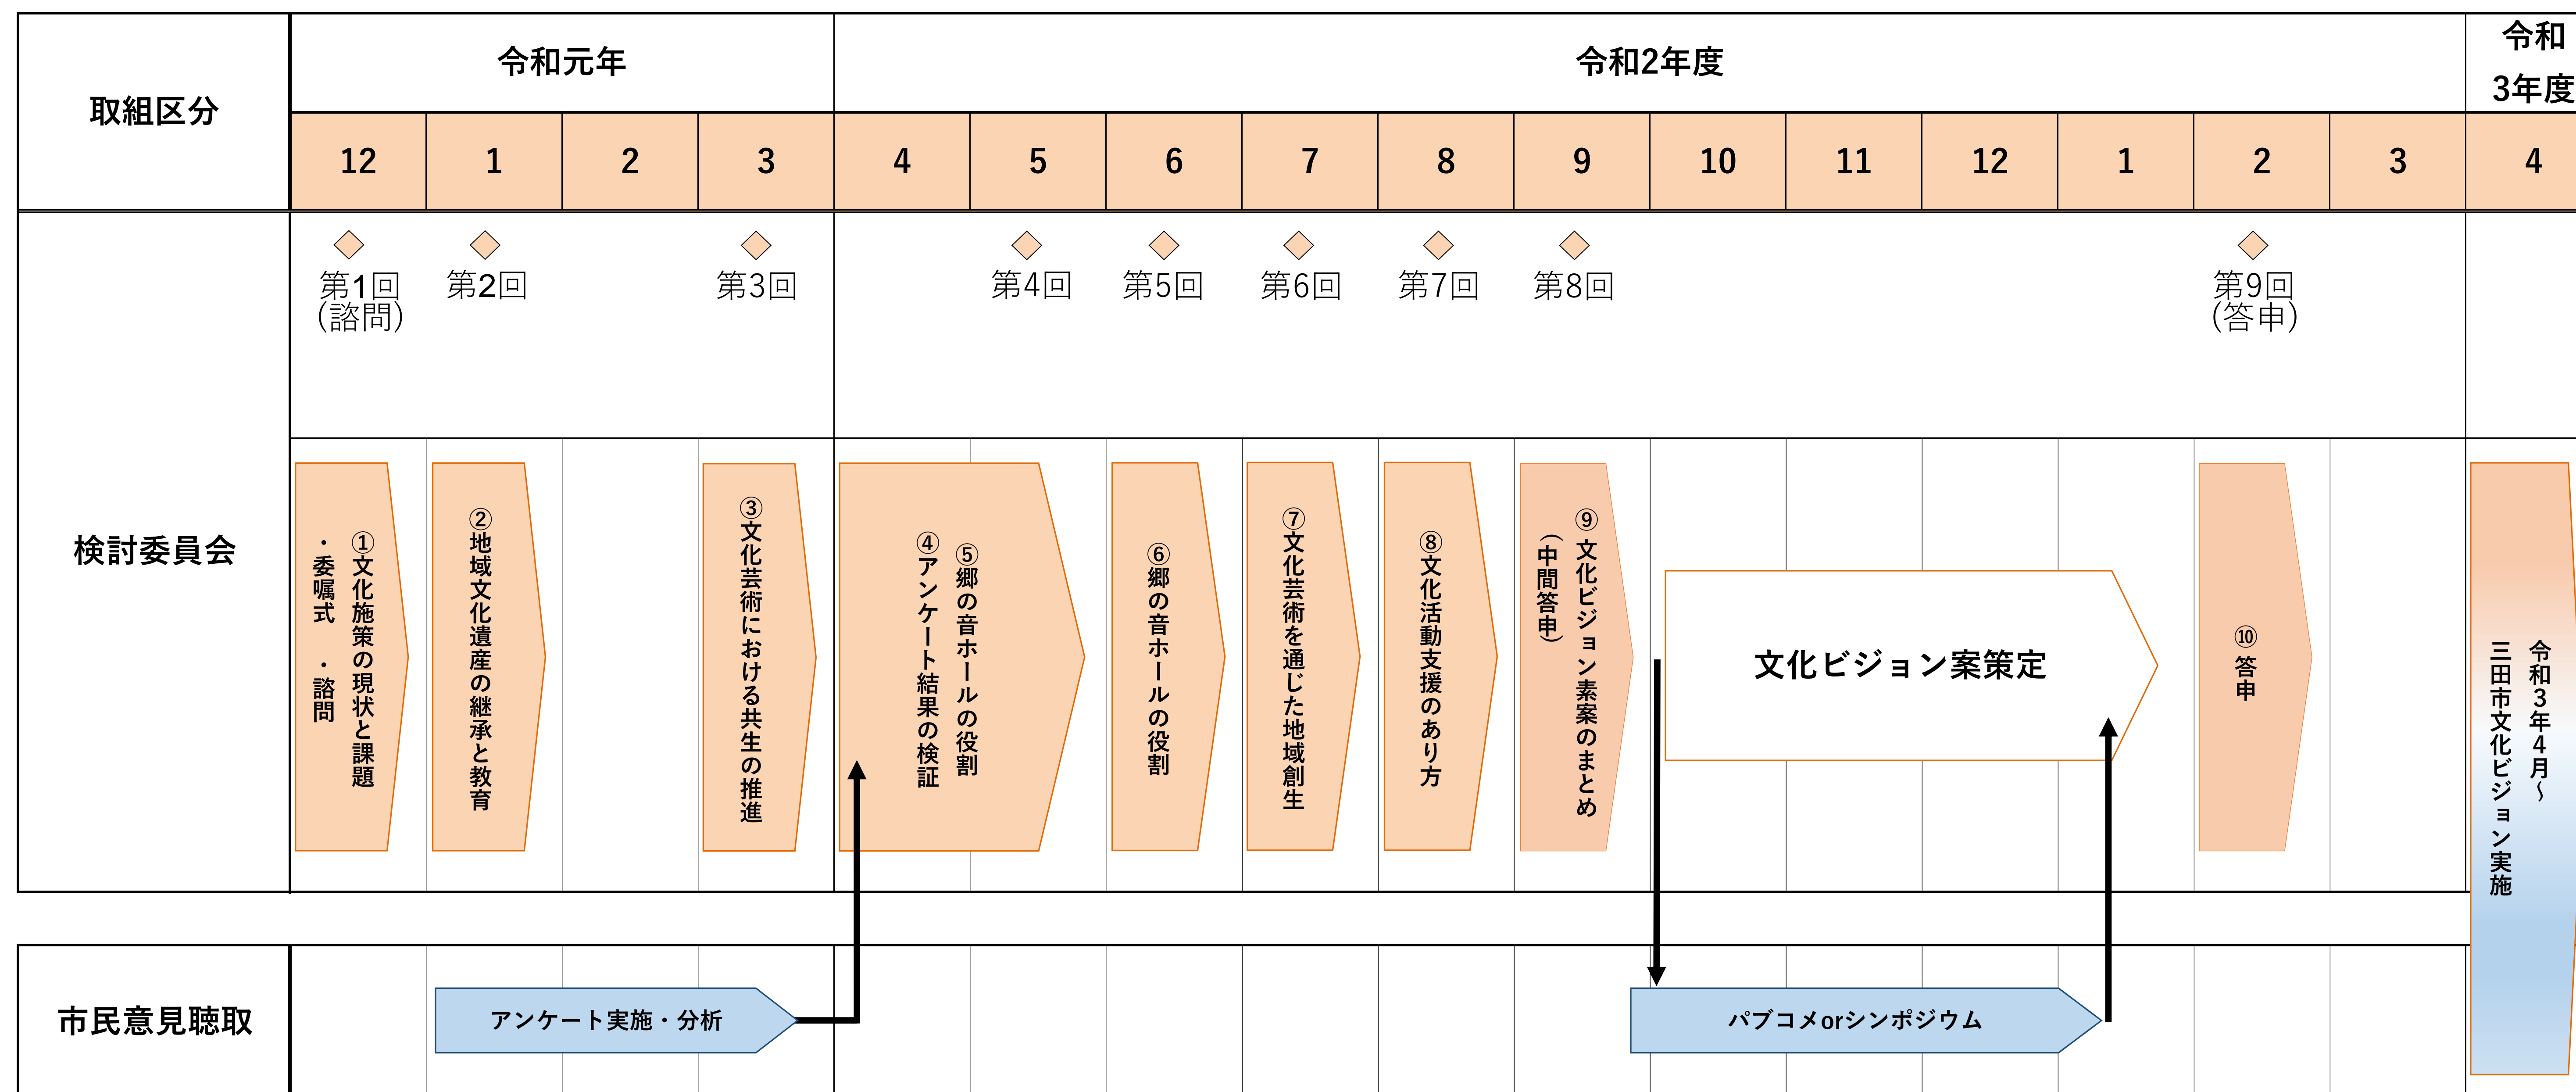 取組区分
令和元年
令和2年度
令和
3年度
12
1
2
3
4
5
6
7
8
9
10
11
12
1
2
3
4
検討委員会
第1回
(諮問)
第2回
第3回
第4回
第5回
第6回
第7回
第8回
第9回
(答申)
①文化施策の現状と課題
・委嘱式 ・諮問
②地域文化遺産の継承と教育
③文化芸術における共生の推進
⑤郷の音ホールの役割
④アンケート結果の検証
⑥郷の音ホールの役割
⑦文化芸術を通じた地域創生
⑧文化活動支援のあり方
⑨ 文化ビジョン素案のまとめ
(中間答申)
文化ビジョン案策定
⑩ 答申
令和3年4月~
三田市文化ビジョン実施
市民意見聴取
アンケート実施・分析
パブコメorシンポジウム